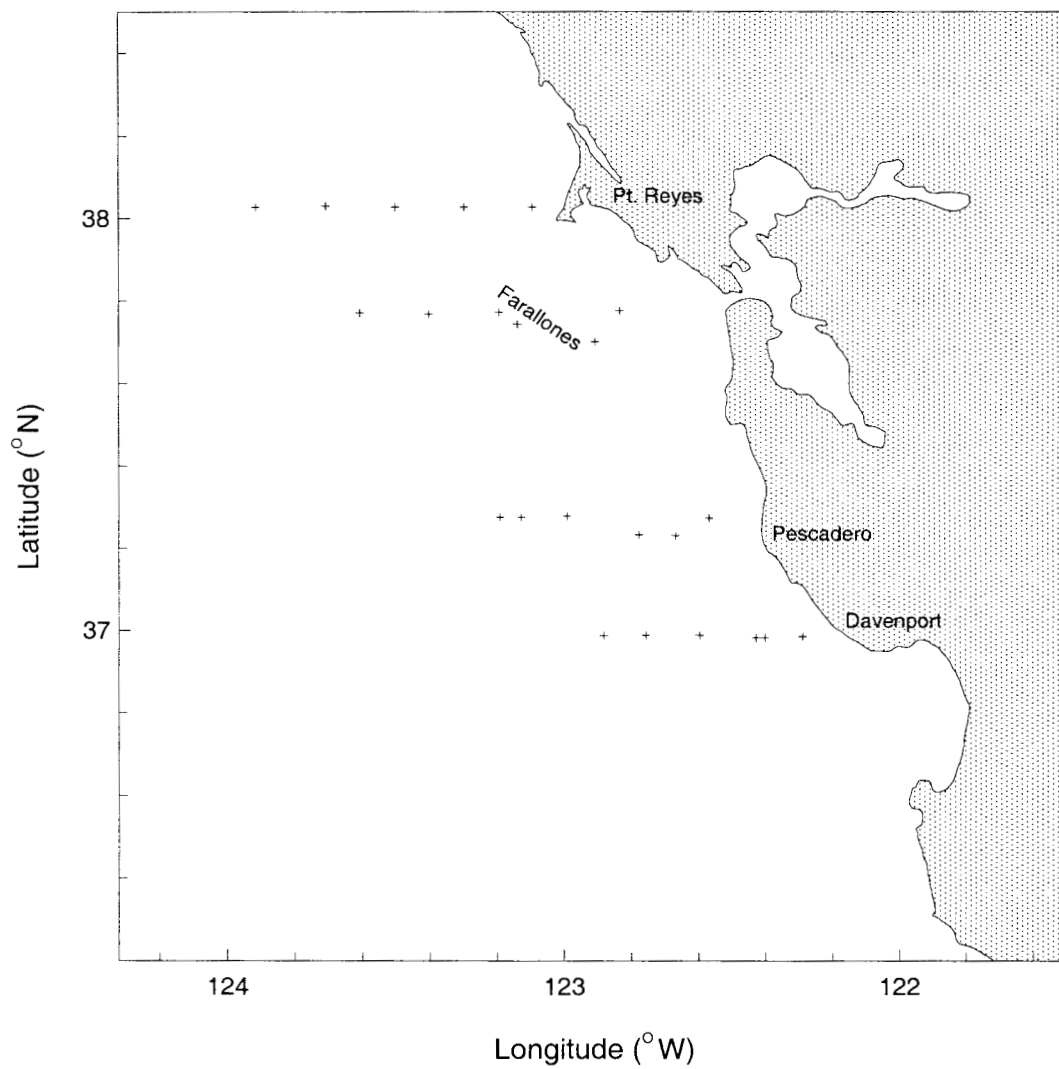 Pt. Reyes
38
Farallones
Latitude (°N)
Pescadero
Davenport
37
124
123
122
Longitude (°W)